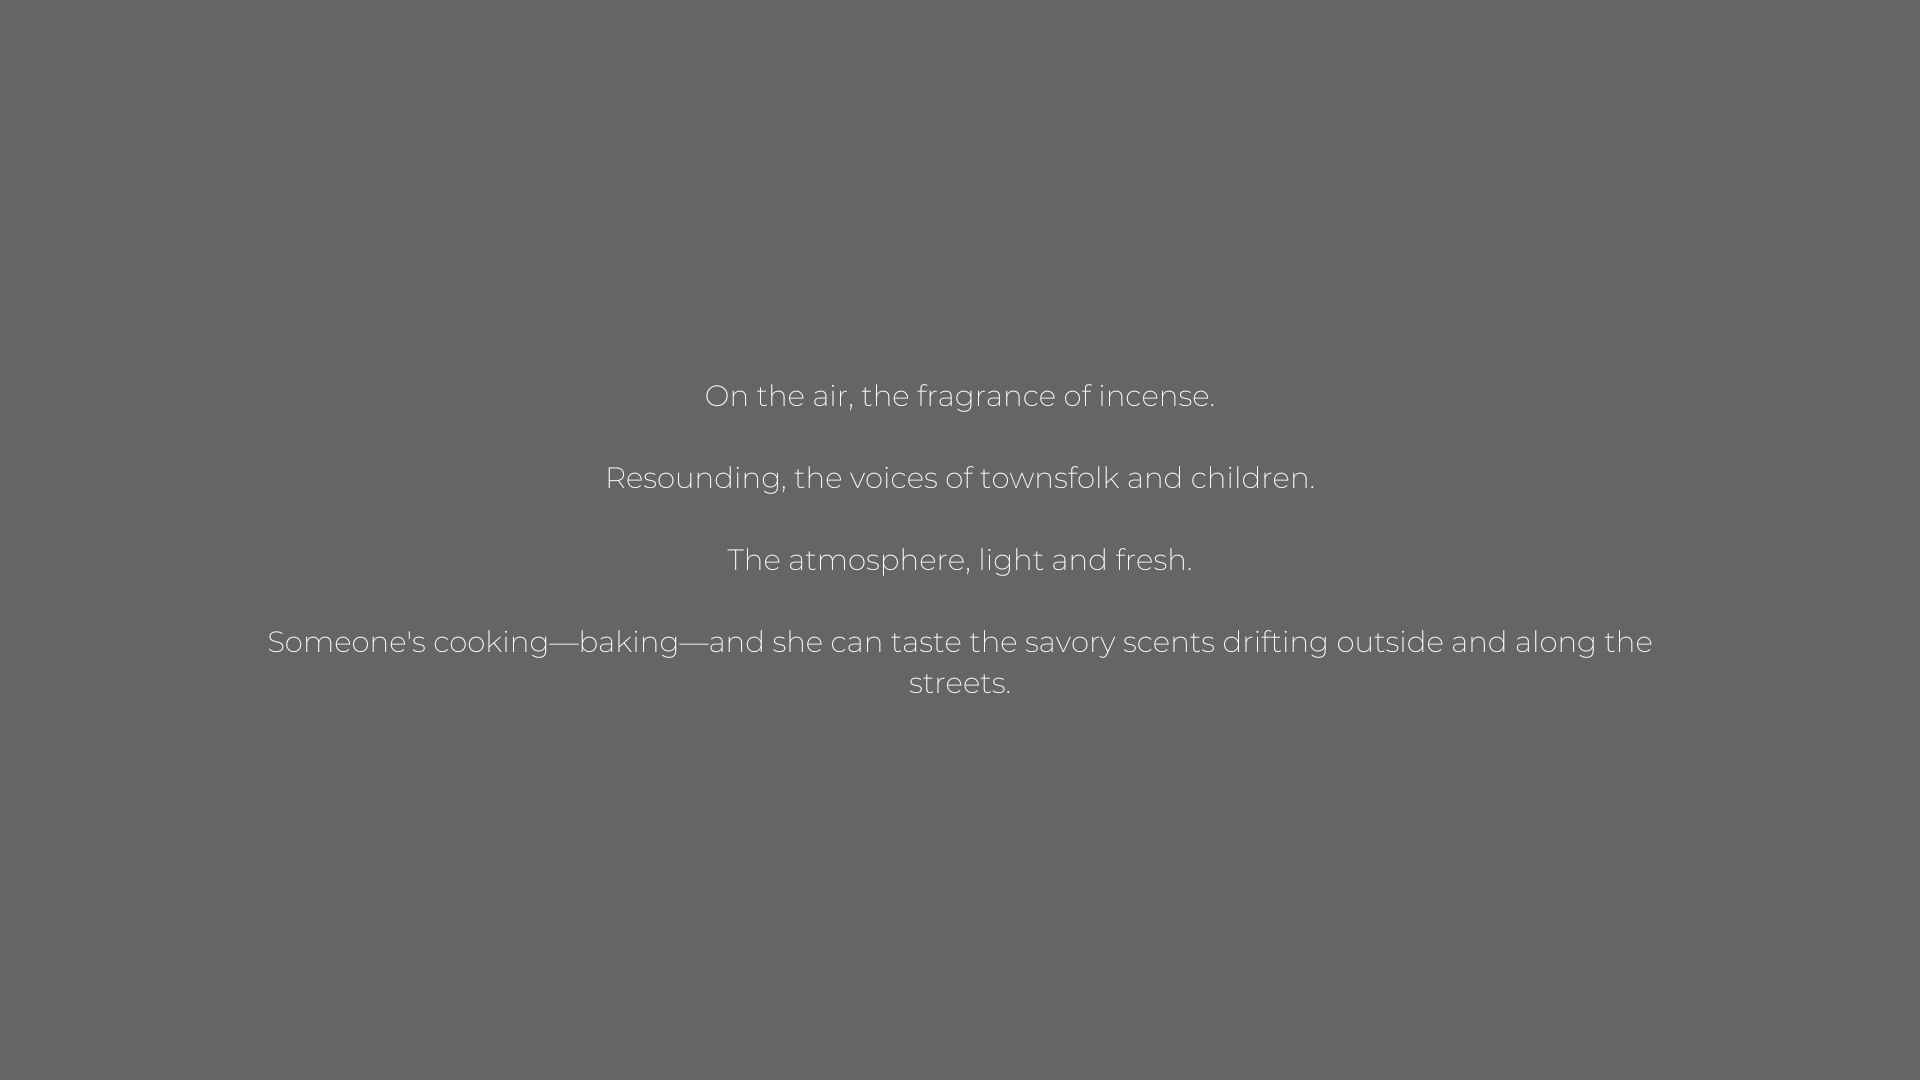 On the air, the fragrance of incense.
Resounding, the voices of townsfolk and children.
The atmosphere, light and fresh.
Someone's cooking—baking—and she can taste the savory scents drifting outside and along the
streets.